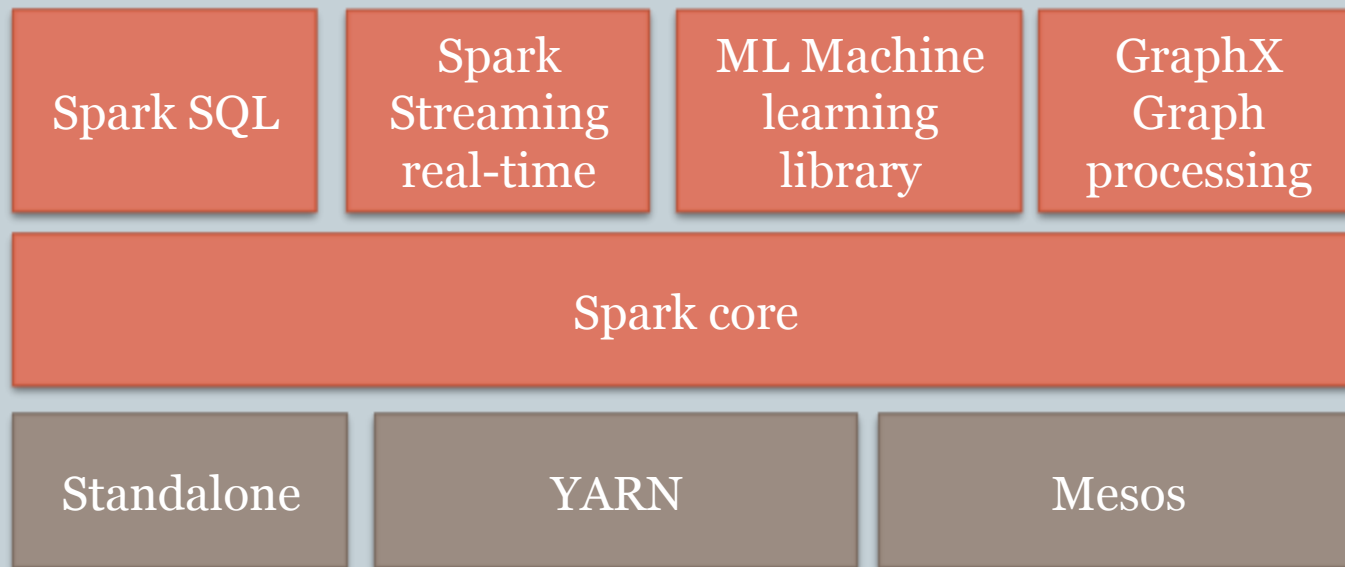 Spark SQL
Spark
Streaming
real-time
ML Machine
learning
library
GraphX
Graph
processing
Spark core
Standalone
YARN
Mesos